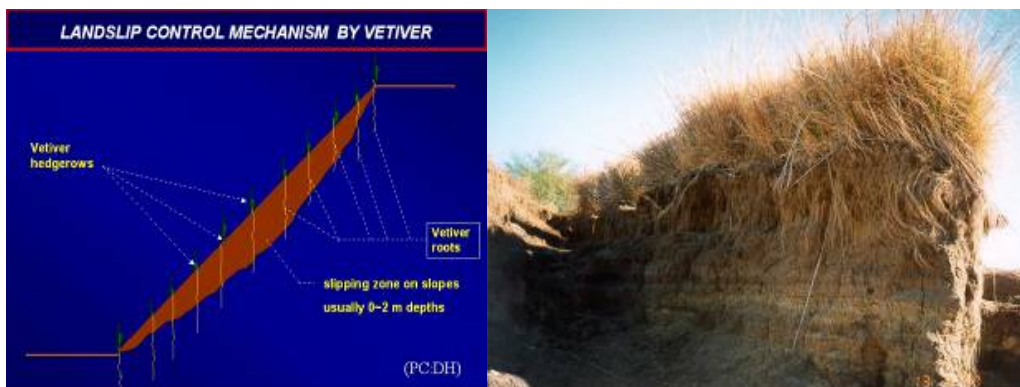 LANDSLIP CONTROL MECHANISM BY VETIVER
Vetiver
hedgerows
Vetiver
roots
slipping zone on slopes
usually 0~2 m depths
(PC:DH)